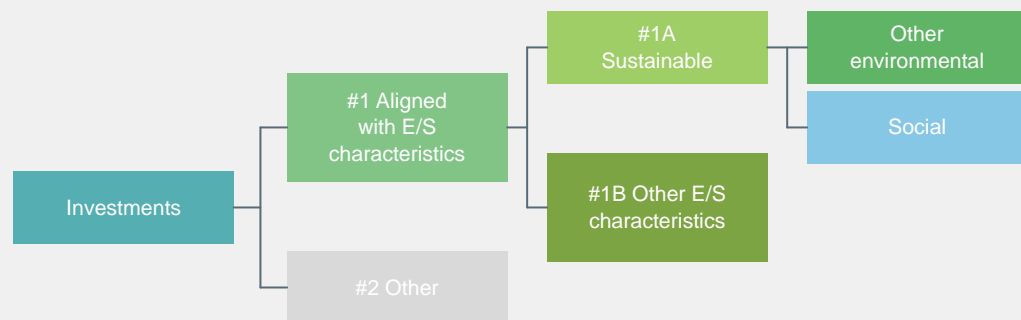 Investments
#1 Aligned
with E/S
characteristics
#2 Other
#1A
Sustainable
#1B Other E/S
characteristics
Other
environmental
Social